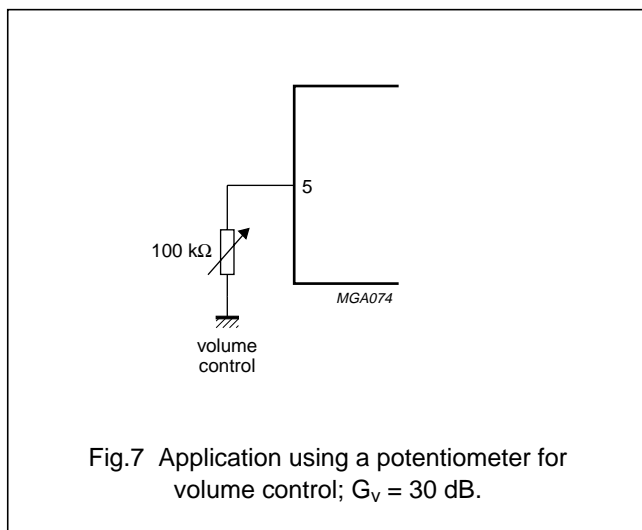 5
100 kΩ
MGA074
volume
control
Fig.7 Application using a potentiometer for
volume control; Gv = 30 dB.